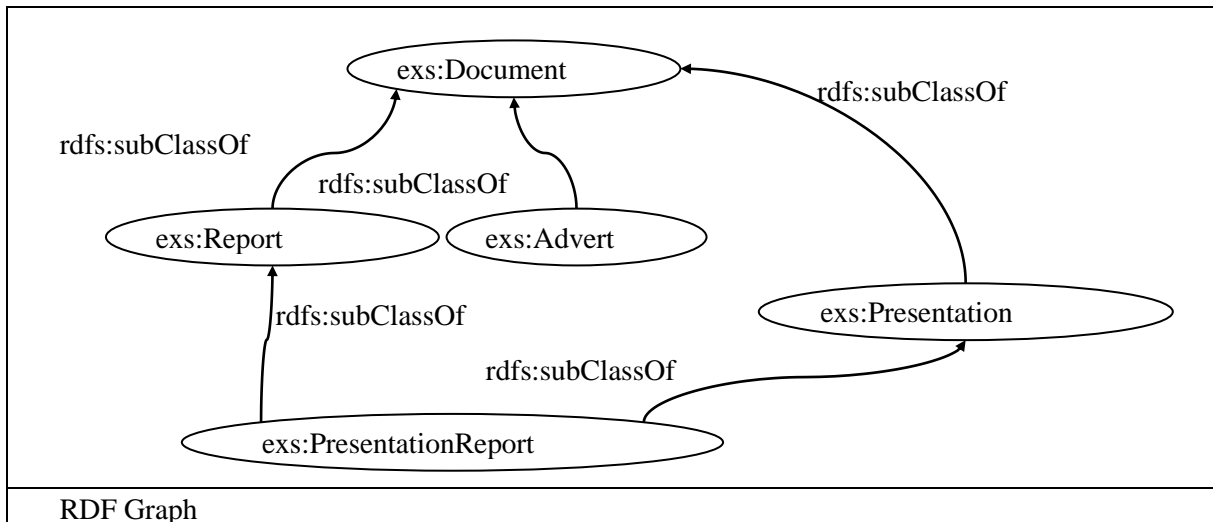 exs:Document
rdfs:subClassOf
rdfs:subClassOf
rdfs:subClassOf
exs:Report
exs:Advert
rdfs:subClassOf
exs:Presentation
rdfs:subClassOf
exs:PresentationReport
RDF Graph